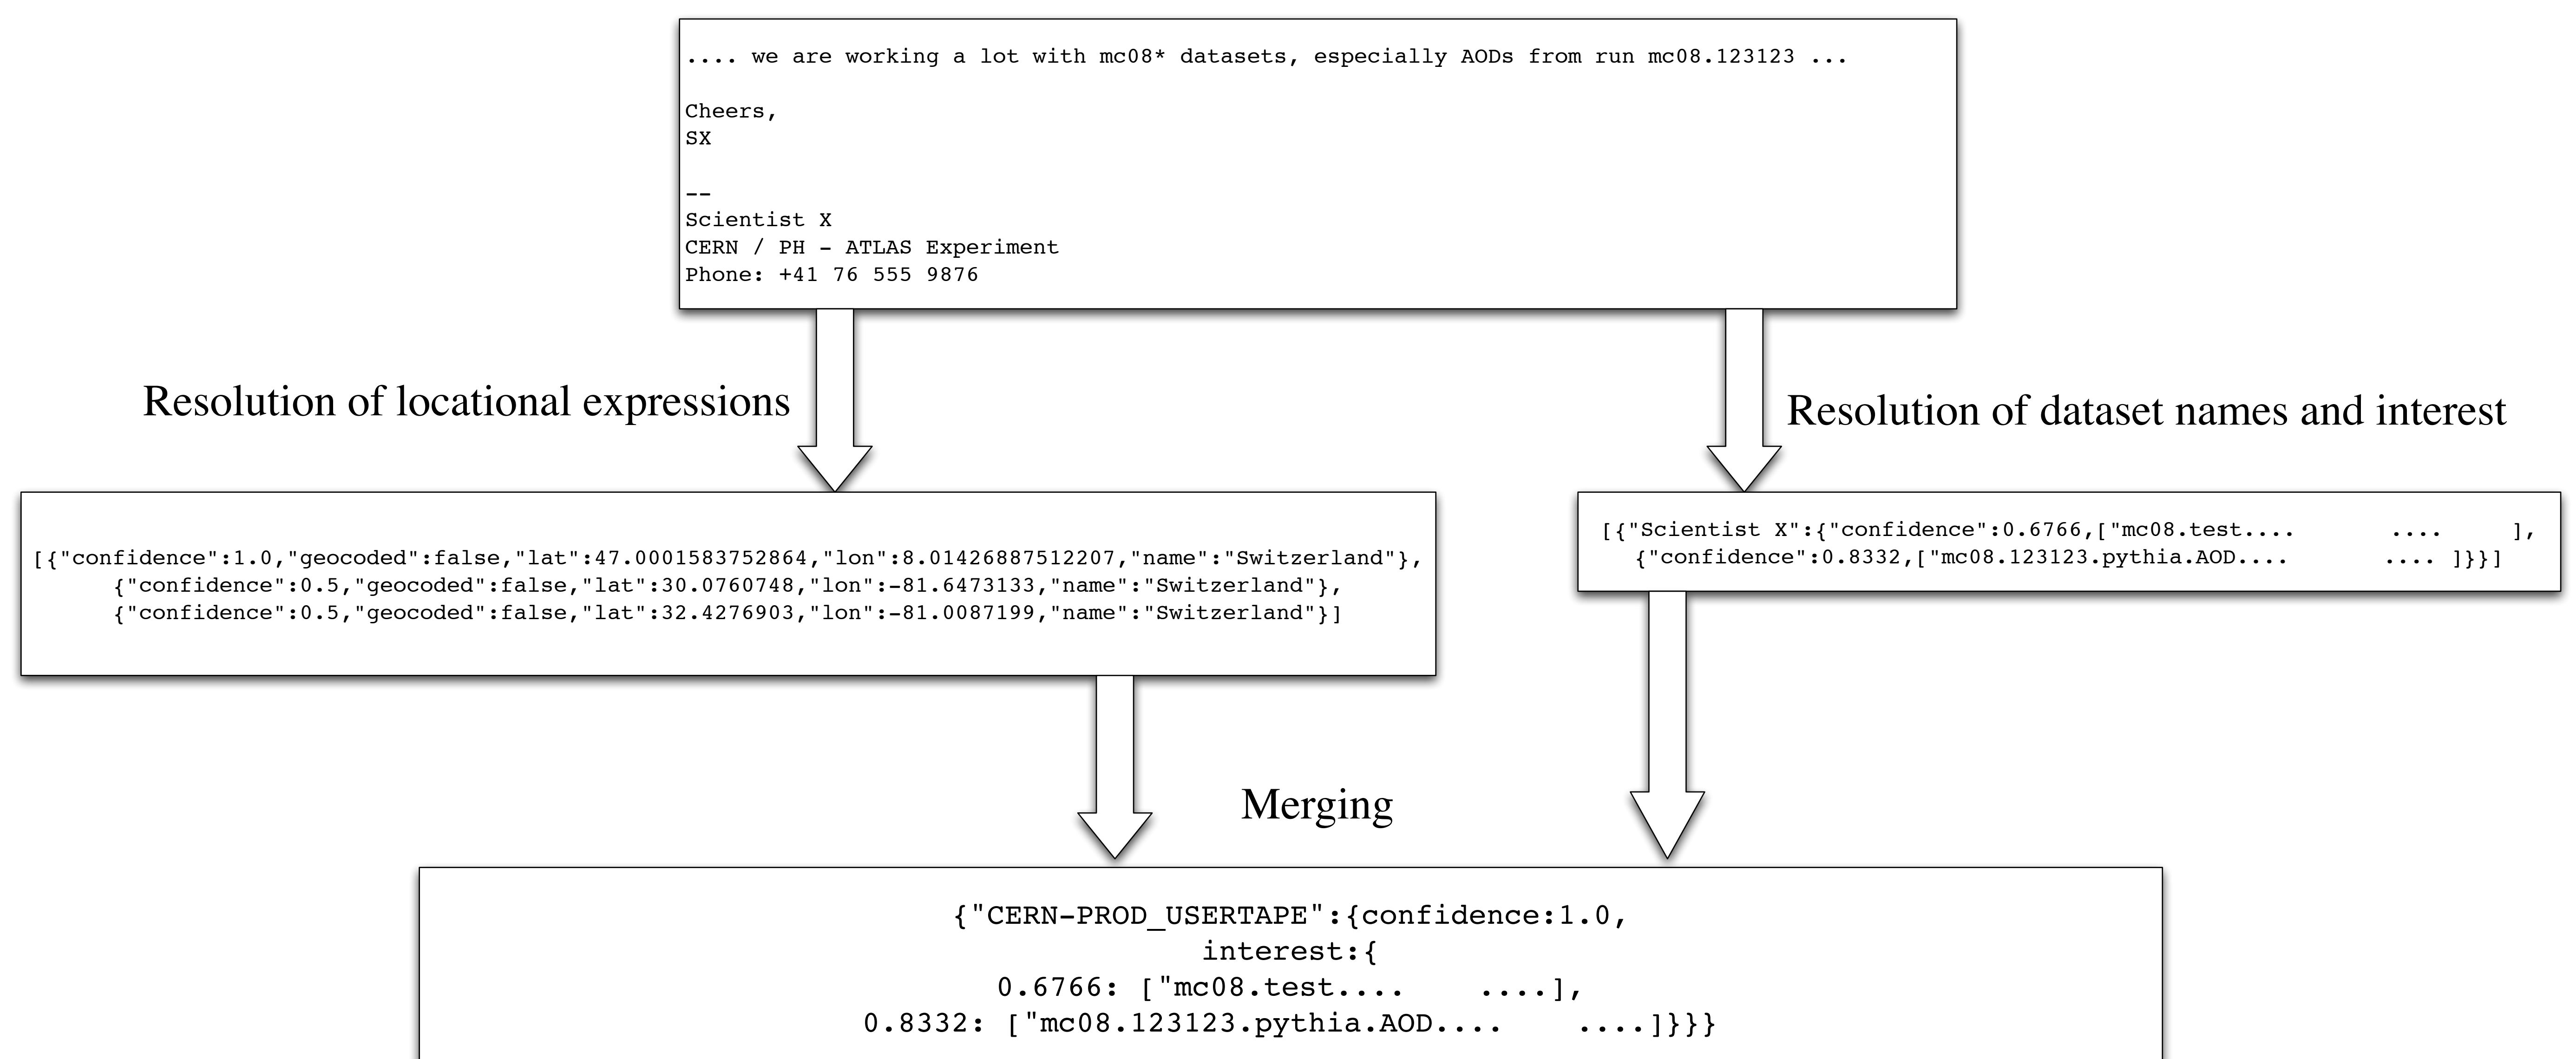 .... we are working a lot with mc08* datasets, especially AODs from run mc08.123123 ...
Cheers,
SX
--
Scientist X
CERN / PH - ATLAS Experiment
Phone: +41 76 555 9876
Resolution of locational expressions
Resolution of dataset names and interest
[{"confidence":1.0,"geocoded":false,"lat":47.0001583752864,"lon":8.01426887512207,"name":"Switzerland"},
{"confidence":0.5,"geocoded":false,"lat":30.0760748,"lon":-81.6473133,"name":"Switzerland"},
{"confidence":0.5,"geocoded":false,"lat":32.4276903,"lon":-81.0087199,"name":"Switzerland"}]
[{"Scientist X":{"confidence":0.6766,["mc08.test.... .... ],
{"confidence":0.8332,["mc08.123123.pythia.AOD.... .... ]}}]
Merging
{"CERN-PROD_USERTAPE":{confidence:1.0,
interest:{
0.6766: ["mc08.test.... ....],
0.8332: ["mc08.123123.pythia.AOD.... ....]}}}